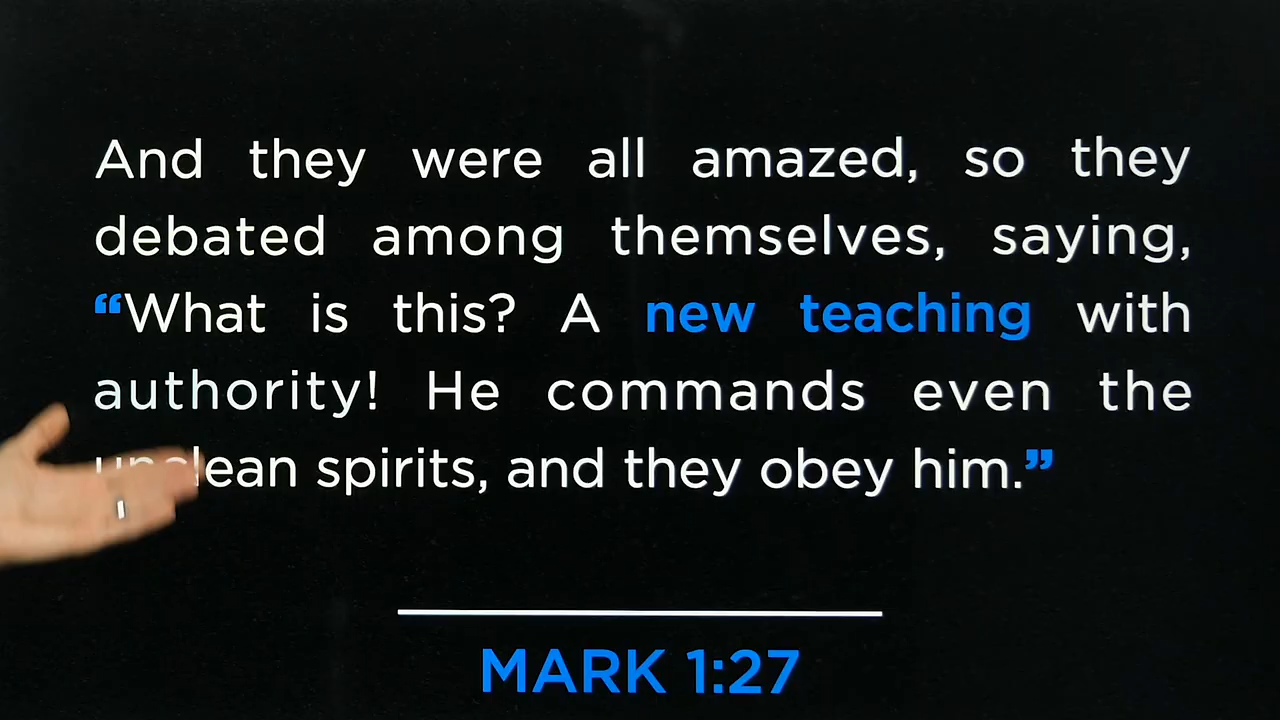 And they were all amazed, so they
debated among themselves, saying,
“What is this? A new teaching with
authority! He commands even the
unclean spirits, and they obey him.”
MARK 1:27